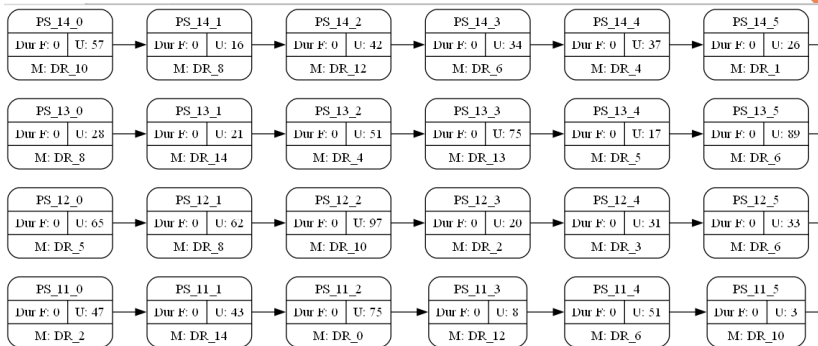 PS_14_0 PS_14_1 PS_14_2 PS_14_3 PS_14_4 PS_14_5
Dur F: 0 U: 57 Dur F: 0 U: 16 Dur F: 0 U: 42 Dur F: 0 U: 34 Dur F: 0 U: 37 Dur F: 0 U: 26
M: DR_10 M: DR_8 M: DR_12 M: DR_6 M: DR_4 M: DR_1
PS_13_0 PS_13_1 PS_13_2 PS_13_3 PS_13_4 PS_13_5
Dur F: 0 U: 28 Dur F: 0 U: 21 Dur F: 0 U: 51 Dur F: 0 U: 75 Dur F: 0 U: 17 Dur F: 0 U: 89
M: DR_8 M: DR_14 M: DR_4 M: DR_13 M: DR_5 M: DR_6
PS_12_0 PS_12_1 PS_12_2 PS_12_3 PS_12_4 PS_12_5
Dur F: 0 U: 65 Dur F: 0 U: 62 Dur F: 0 U: 97 Dur F: 0 U: 20 Dur F: 0 U: 31 Dur F: 0 U: 33
M: DR_5 M: DR_8 M: DR_10 M: DR_2 M: DR_3 M: DR_6
PS_11_0 PS_11_1 PS_11_2 PS_11_3 PS_11_4 PS_11_5
Dur F: 0 U: 47 Dur F: 0 U: 43 Dur F: 0 U: 75 Dur F: 0 U: 8 Dur F: 0 U: 51 Dur F: 0 U: 3
M: DR_2 M: DR_14 M: DR_0 M: DR_12 M: DR_6 M: DR_10